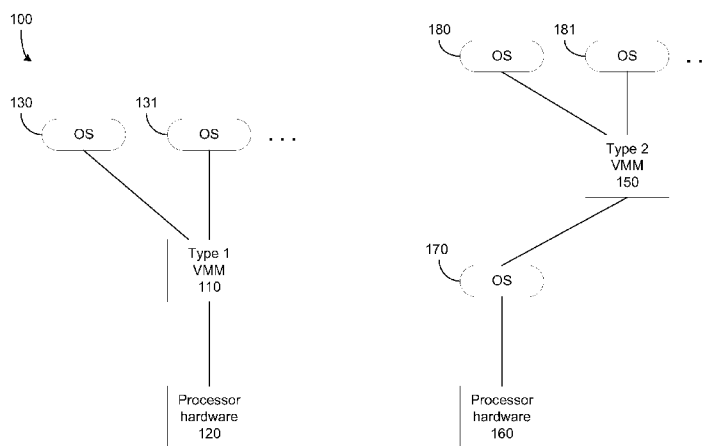 100
130
OS
131
OS
. . .
Type 1
VMM
110
Processor
hardware
120
180
OS
181
OS
. .
Type 2
VMM
150
170
OS
Processor
hardware
160